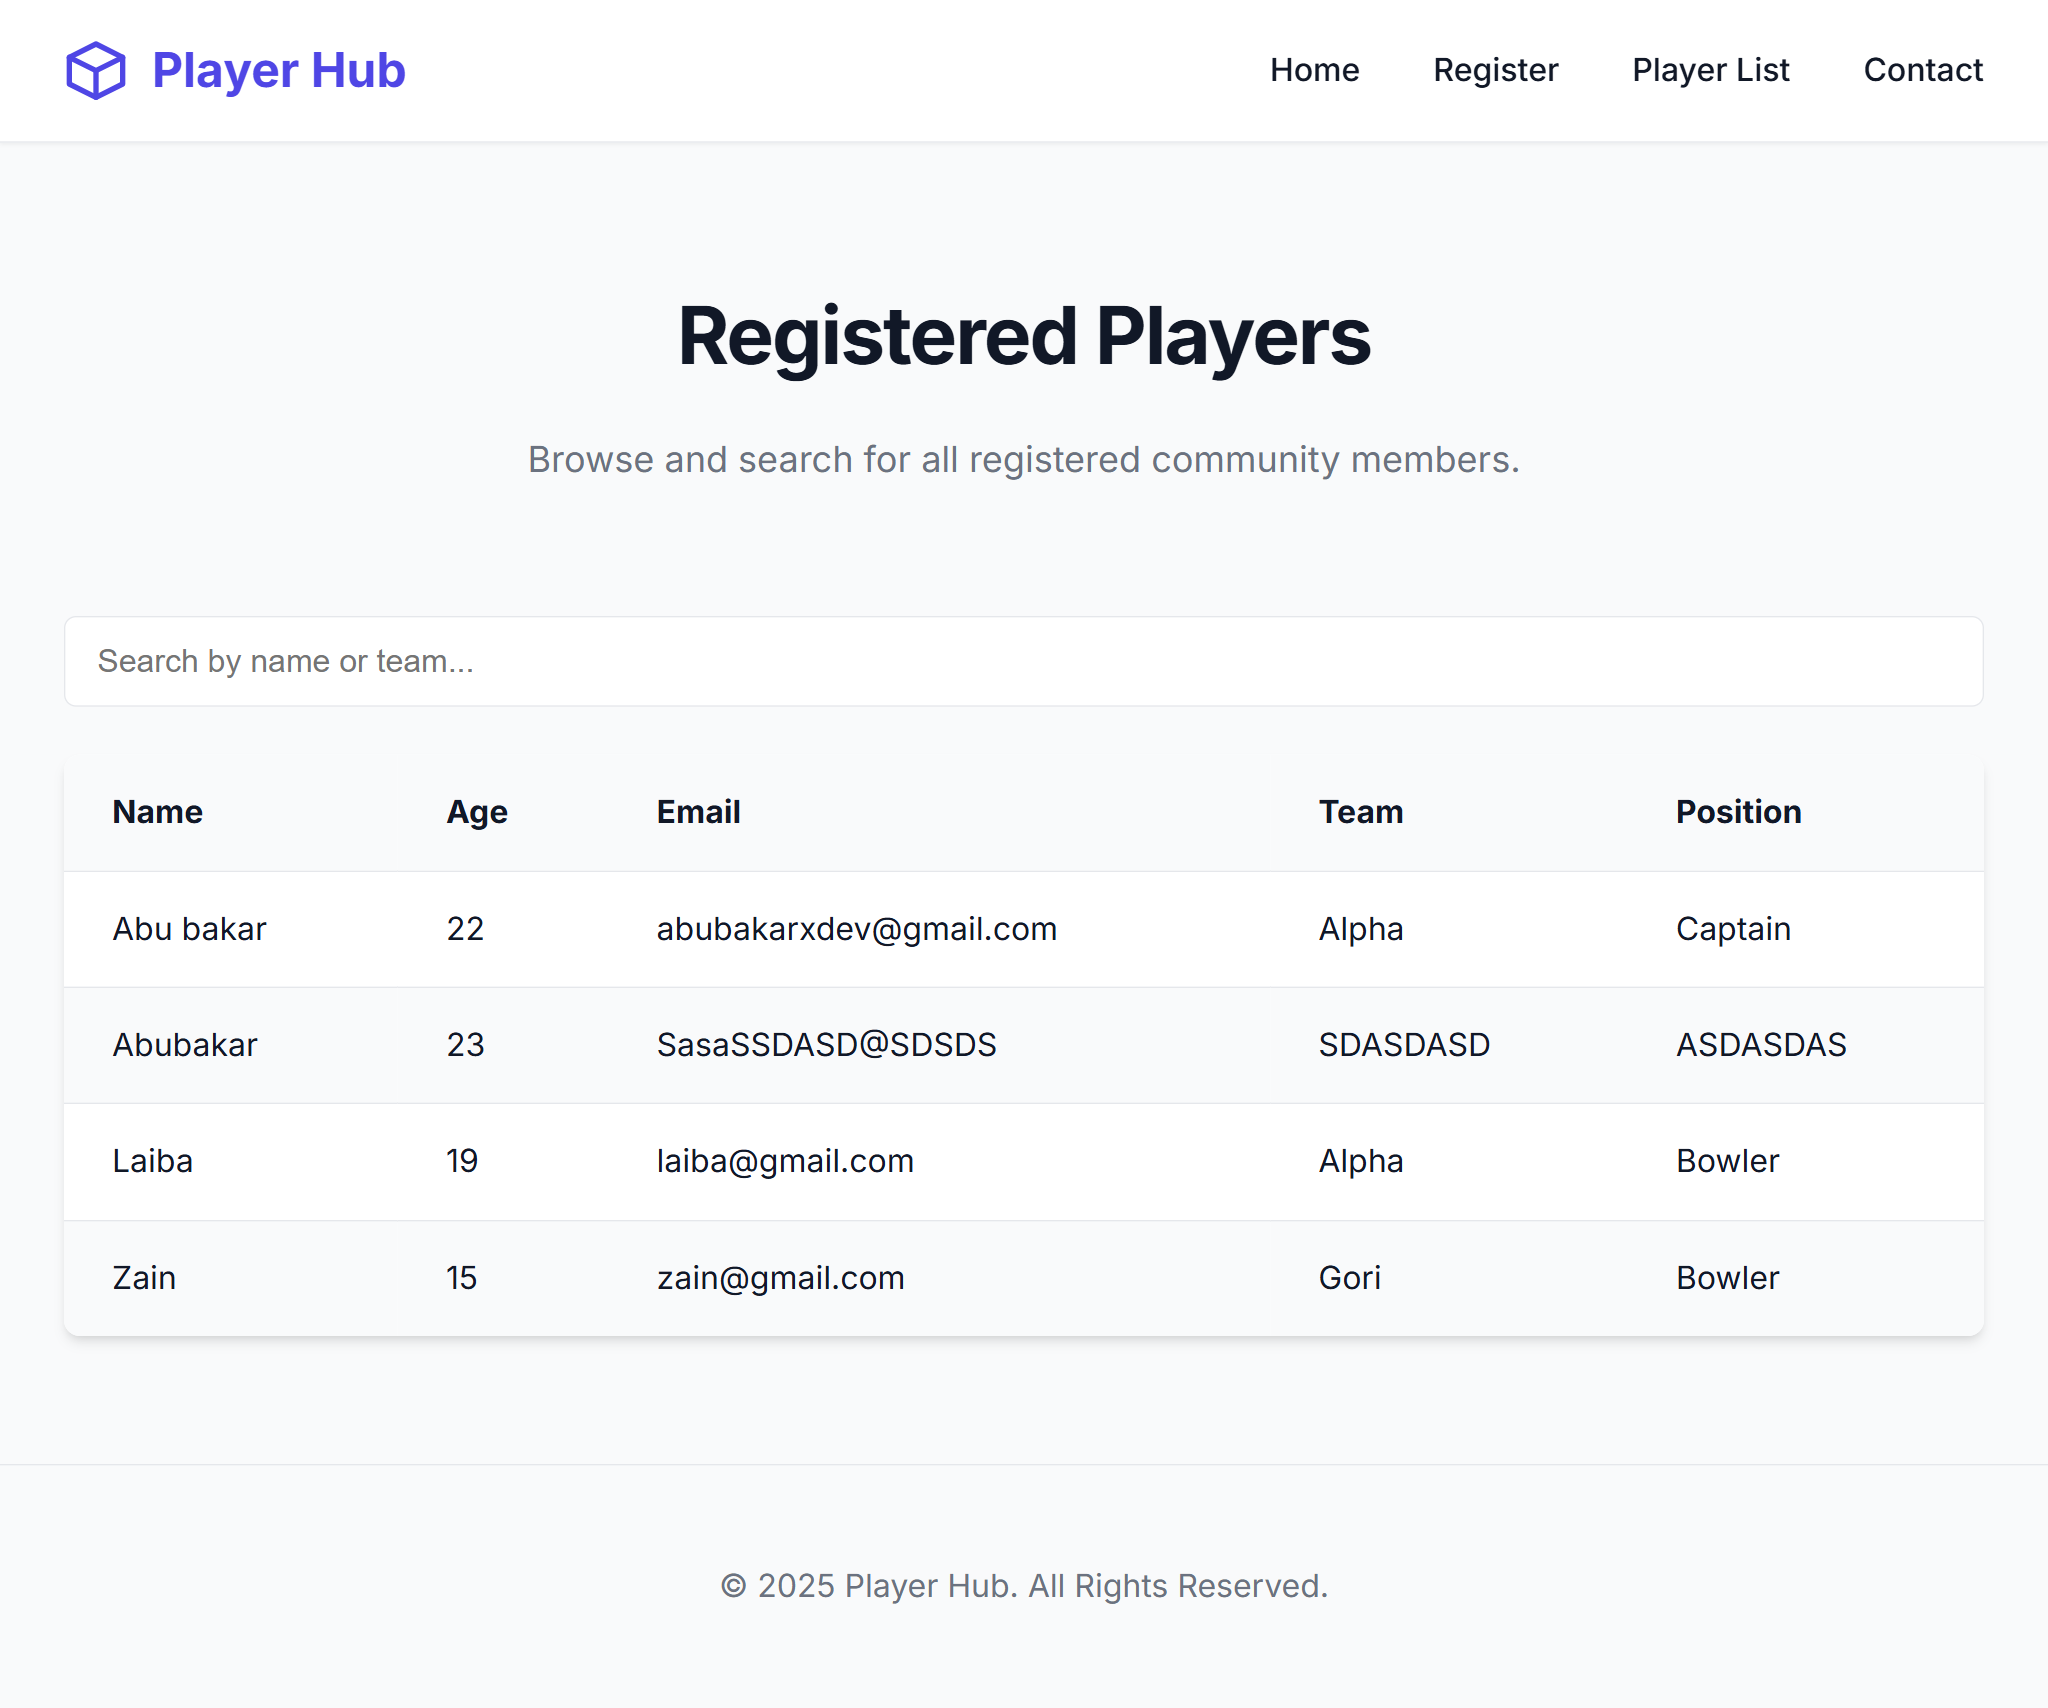 Player Hub Home Register Player List Contact
Registered Players
Browse and search for all registered community members.
Search by name or team...
Name Age Email Team Position
Abu bakar 22 abubakarxdev@gmail.com Alpha Captain
Abubakar 23 SasaSSDASD@SDSDS SDASDASD ASDASDAS
Laiba 19 laiba@gmail.com Alpha Bowler
Zain 15 zain@gmail.com Gori Bowler
© 2025 Player Hub. All Rights Reserved.